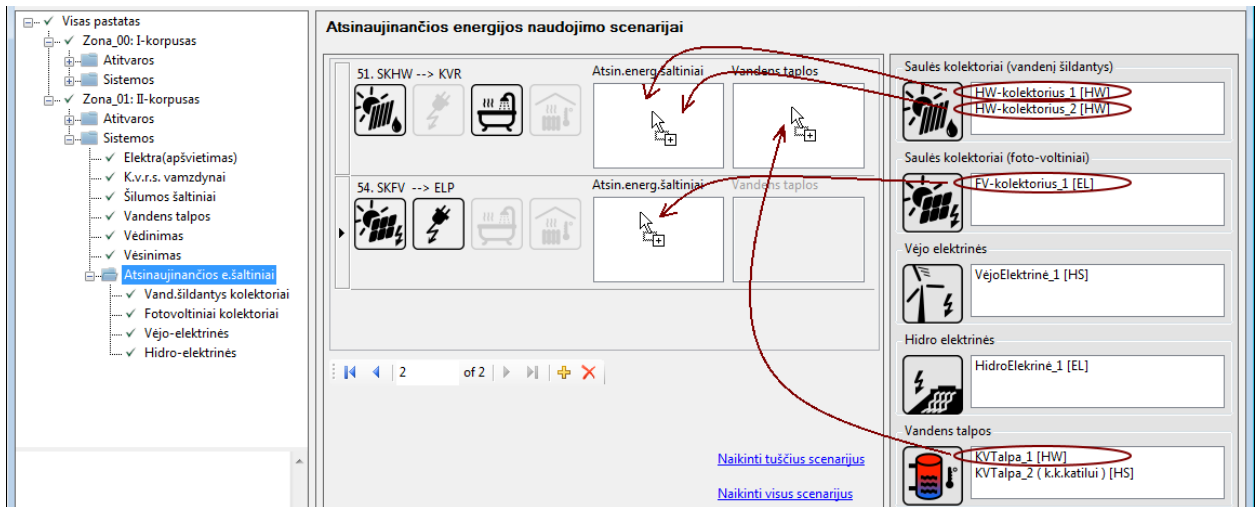 Visas pastatas
Zona_00: I-korpusas
Atitvaros
Sistemos
Zona_01: II-korpusas
Atitvaros
Sistemos
Elektra(apšvietimas)
K.v.r.s. vamzdynai
Šilumos šaltiniai
Vandens talpos
Vėdinimas
Vėsinimas
Atsinaujinančios e.šaltiniai
Vand.šildantys kolektoriai
Fotovoltiniai kolektoriai
Vėjo-elektrinės
Hidro-elektrinės
Atsinaujinančios energijos naudojimo scenarijai
51. SKHW --> KVR
Atsin.energ.šaltiniai
Vandens taplos
54. SKFV --> ELP
Atsin.energ.šaltiniai
Vandens taplos
2 of 2
Naikinti tuščius scenarijus
Naikinti visus scenarijus
Saulės kolektoriai (vandenį šildantys)
HW-kolektorius_1 [HW]
HW-kolektorius_2 [HW]
Saulės kolektoriai (foto-voltiniai)
FV-kolektorius_1 [EL]
Vėjo elektrinės
VėjoElektrinė_1 [HS]
Hidro elektrinės
HidroElekrinė_1 [EL]
Vandens talpos
KVTalpa_1 [HW]
KVTalpa_2 ( k.k.katilui ) [HS]